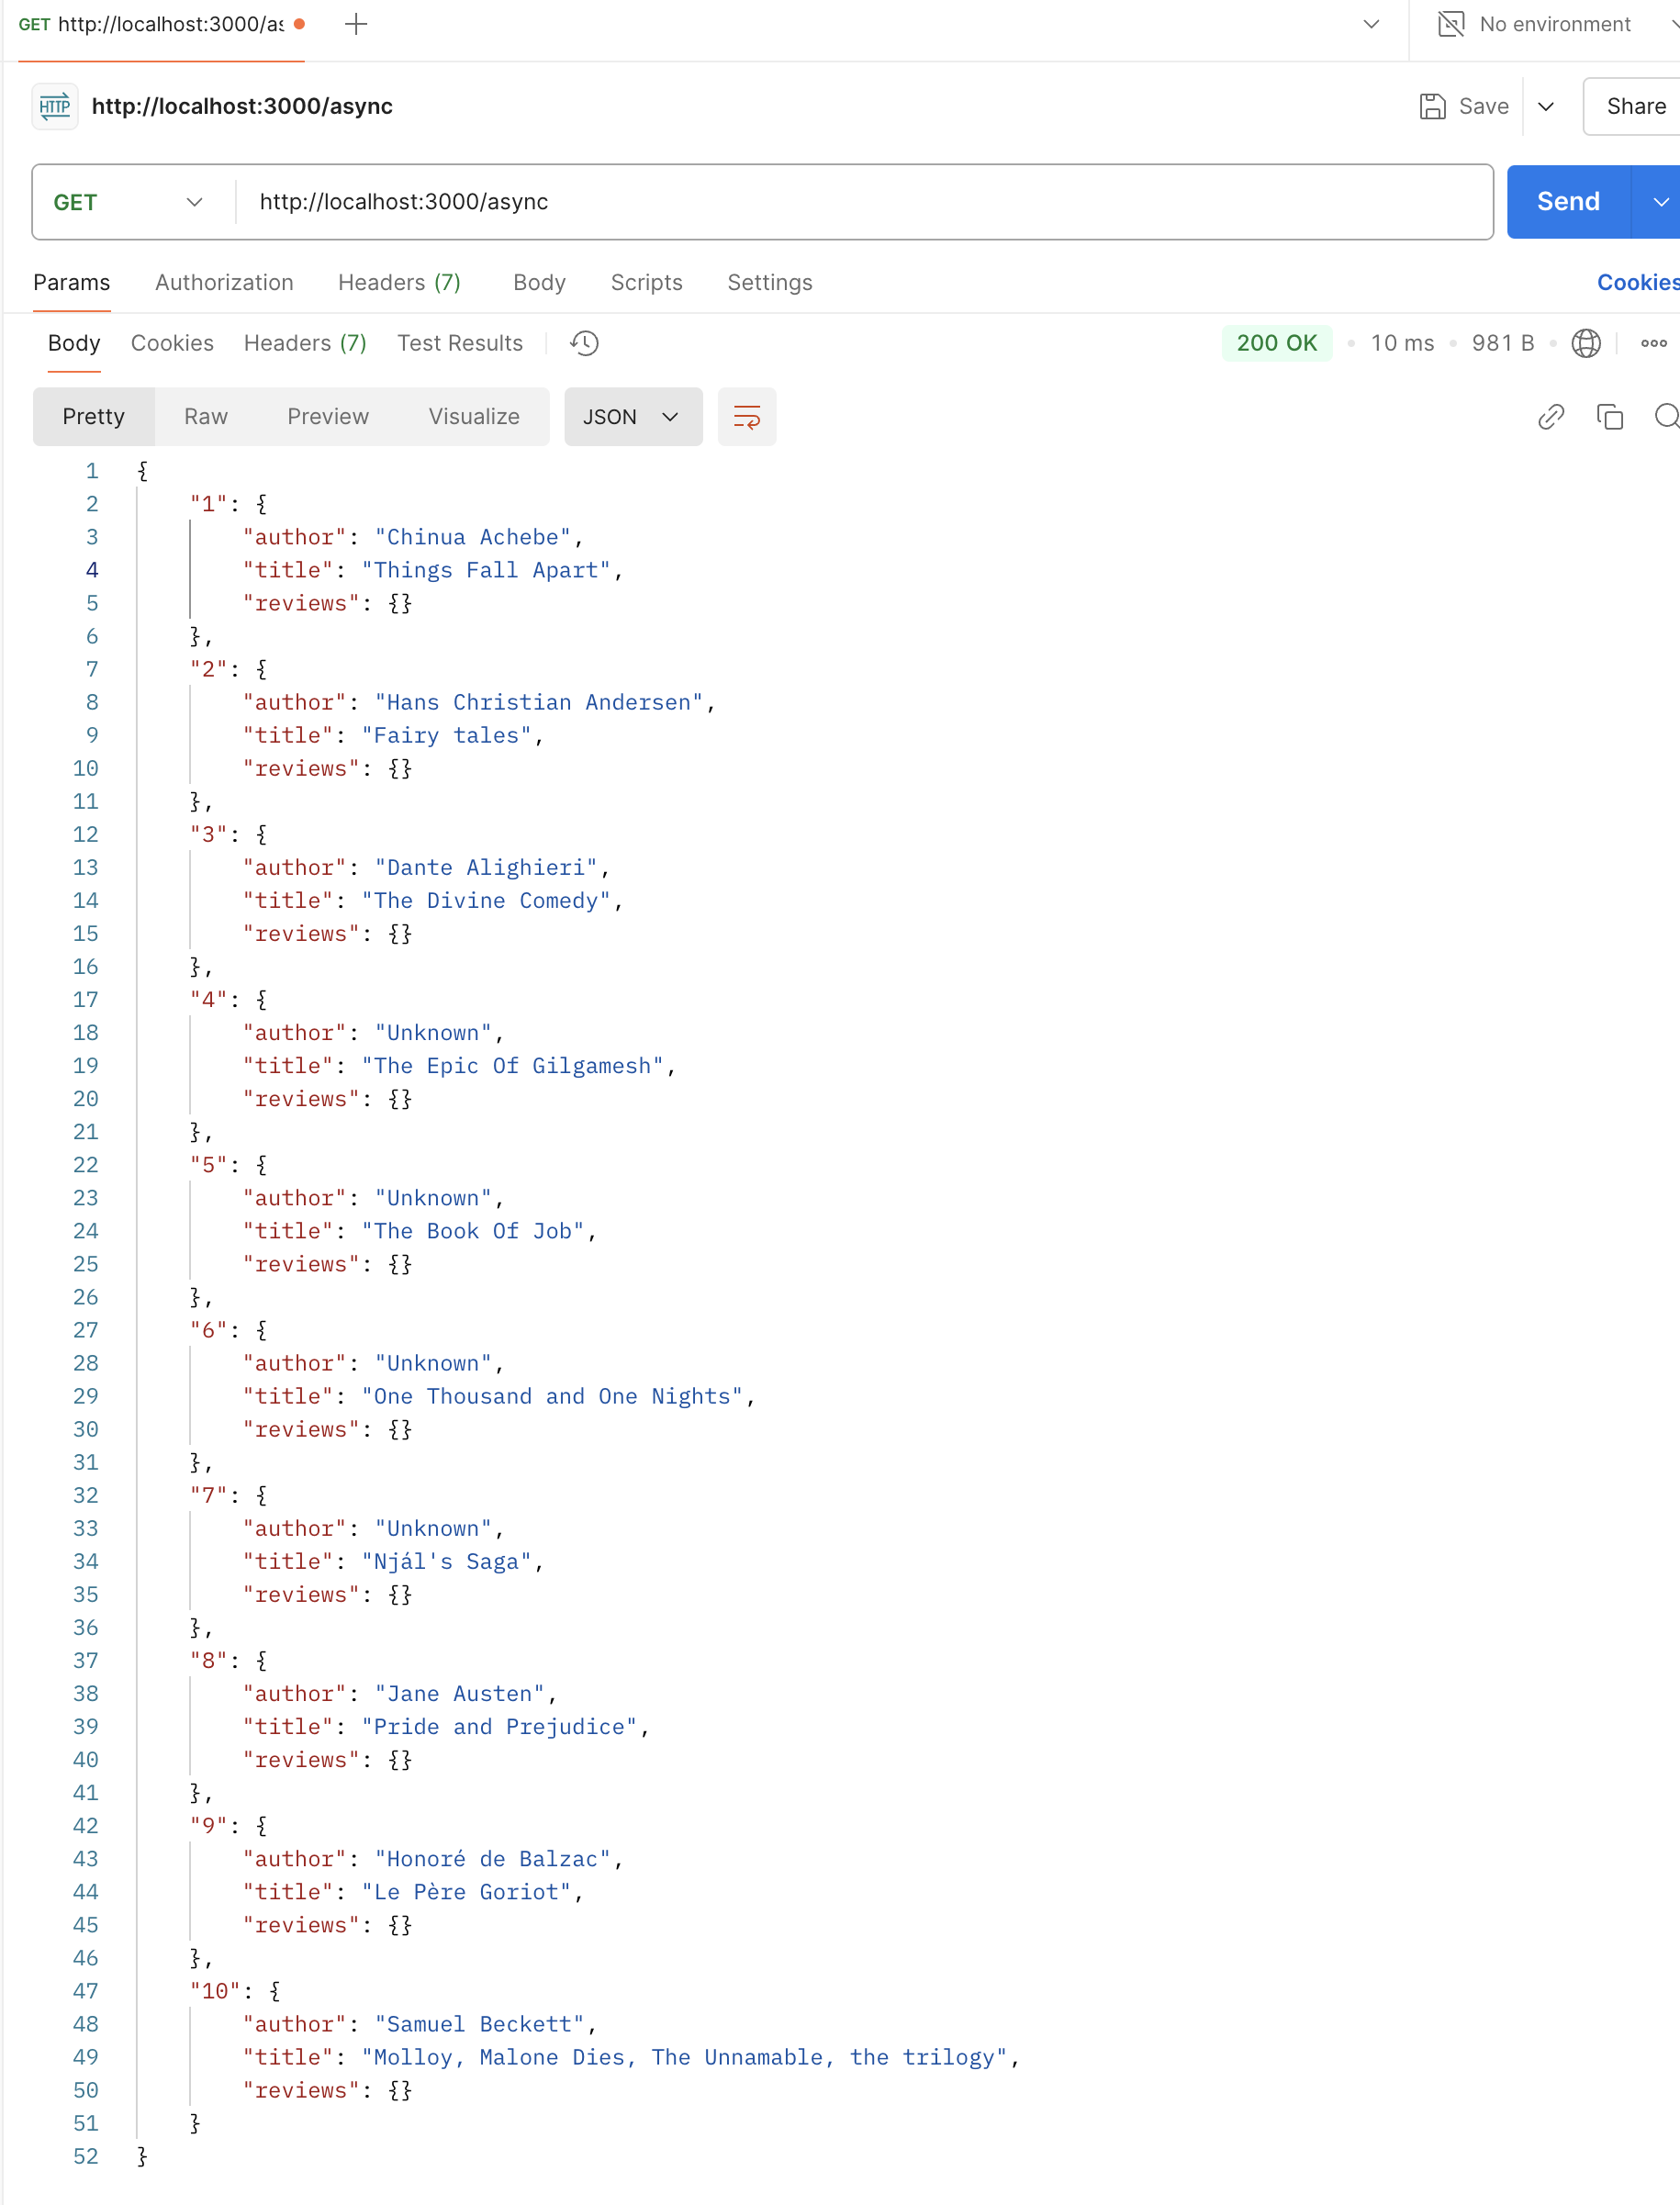 GET http://localhost:3000/as
No environment
HTTP http://localhost:3000/async
Save
Share
GET http://localhost:3000/async
Send
Params Authorization Headers (7) Body Scripts Settings
Cookies
Body Cookies Headers (7) Test Results
200 OK • 10 ms • 981 B •
Pretty Raw Preview Visualize JSON
1 {
2 "1": {
3 "author": "Chinua Achebe",
4 "title": "Things Fall Apart",
5 "reviews": {}
6 },
7 "2": {
8 "author": "Hans Christian Andersen",
9 "title": "Fairy tales",
10 "reviews": {}
11 },
12 "3": {
13 "author": "Dante Alighieri",
14 "title": "The Divine Comedy",
15 "reviews": {}
16 },
17 "4": {
18 "author": "Unknown",
19 "title": "The Epic Of Gilgamesh",
20 "reviews": {}
21 },
22 "5": {
23 "author": "Unknown",
24 "title": "The Book Of Job",
25 "reviews": {}
26 },
27 "6": {
28 "author": "Unknown",
29 "title": "One Thousand and One Nights",
30 "reviews": {}
31 },
32 "7": {
33 "author": "Unknown",
34 "title": "Njál's Saga",
35 "reviews": {}
36 },
37 "8": {
38 "author": "Jane Austen",
39 "title": "Pride and Prejudice",
40 "reviews": {}
41 },
42 "9": {
43 "author": "Honoré de Balzac",
44 "title": "Le Père Goriot",
45 "reviews": {}
46 },
47 "10": {
48 "author": "Samuel Beckett",
49 "title": "Molloy, Malone Dies, The Unnamable, the trilogy",
50 "reviews": {}
51 }
52 }